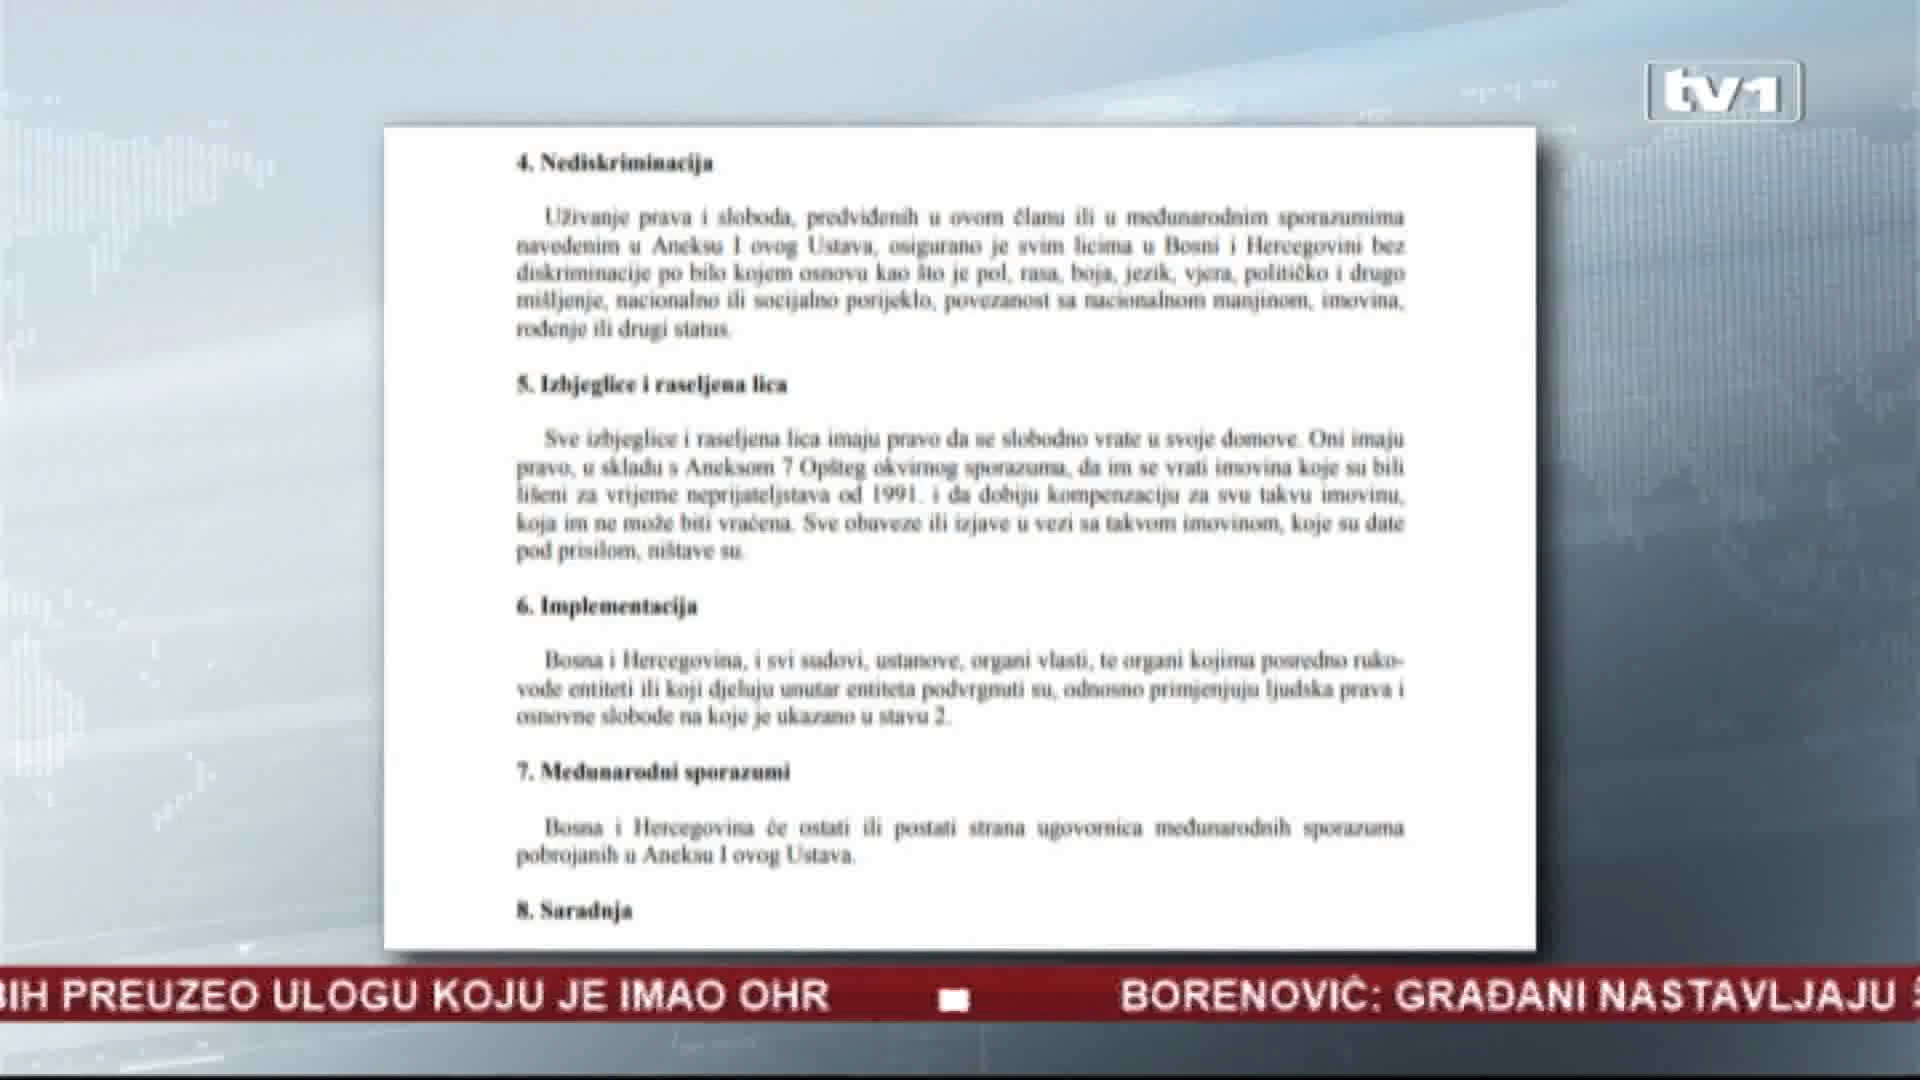 tv1
4. Nediskriminacija
Uživanje prava i sloboda, predviđenih u ovom članu ili u međunarodnim sporazumima
navedenim u Aneksu I ovog Ustava, osigurano je svim licima u Bosni i Hercegovini bez
diskriminacije po bilo kojem osnovu kao što je pol, rasa, boja, jezik, vjera, političko i drugo
mišljenje, nacionalno ili socijalno porijeklo, povezanost sa nacionalnom manjinom, imovina,
rođenje ili drugi status.
5. Izbjeglice i raseljena lica
Sve izbjeglice i raseljena lica imaju pravo da se slobodno vrate u svoje domove. Oni imaju
pravo, u skladu s Aneksom 7 Opšteg okvirnog sporazuma, da im se vrati imovina koje su bili
lišeni za vrijeme neprijateljstava od 1991. i da dobiju kompenzaciju za svu takvu imovinu,
koja im ne može biti vraćena. Sve obaveze ili izjave u vezi sa takvom imovinom, koje su date
pod prisilom, ništave su.
6. Implementacija
Bosna i Hercegovina, i svi sudovi, ustanove, organi vlasti, te organi kojima posredno ruko-
vode entiteti ili koji djeluju unutar entiteta podvrgnuti su, odnosno primjenjuju ljudska prava i
osnovne slobode na koje je ukazano u stavu 2.
7. Međunarodni sporazumi
Bosna i Hercegovina će ostati ili postati strana ugovornica međunarodnih sporazuma
pobrojanih u Aneksu I ovog Ustava.
8. Saradnja
BIH PREUZEO ULOGU KOJU JE IMAO OHR
BORENOVIĆ: GRAĐANI NASTAVLJAJU